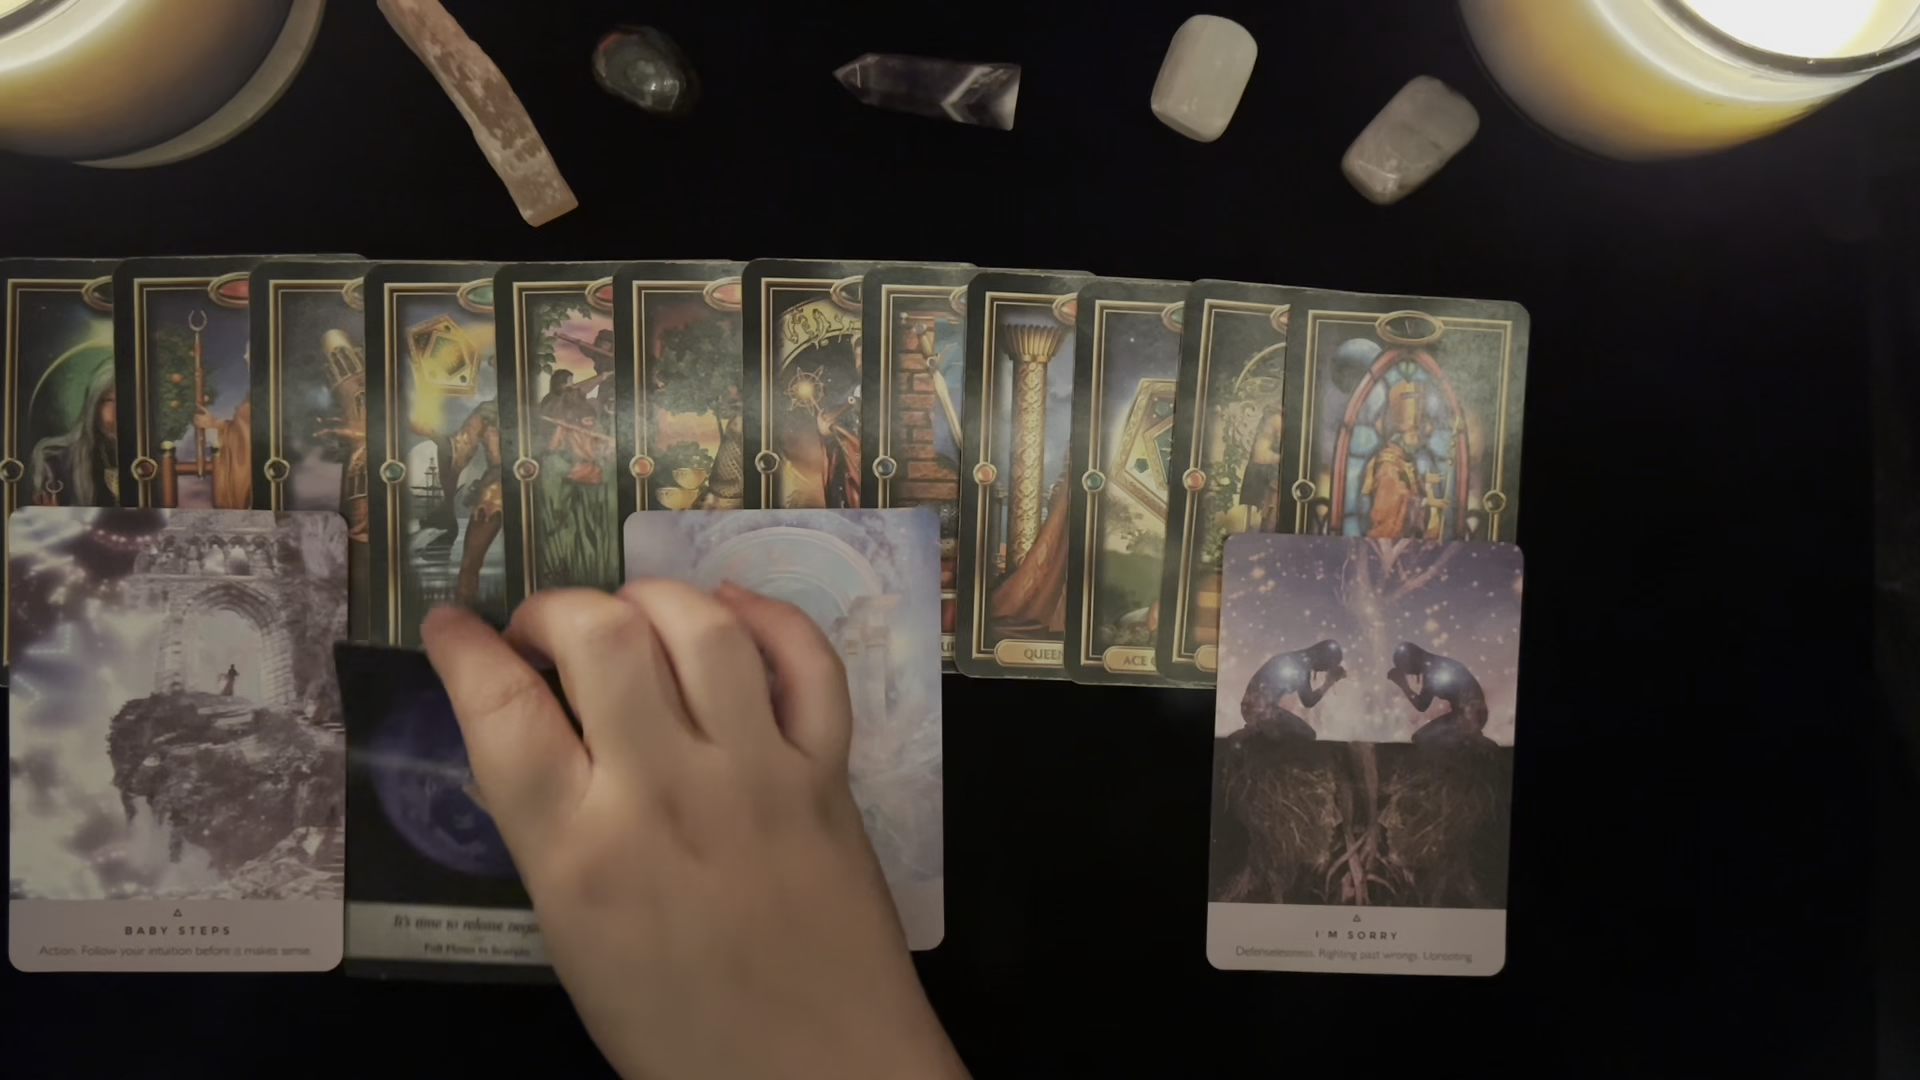 V
QUEEN
ACE
BABY STEPS
Action. Follow your intuition before it makes sense
It's time to release
Full Moon in Scorpio
I'M SORRY
Defenselessness. Righting past wrongs. Uprooting